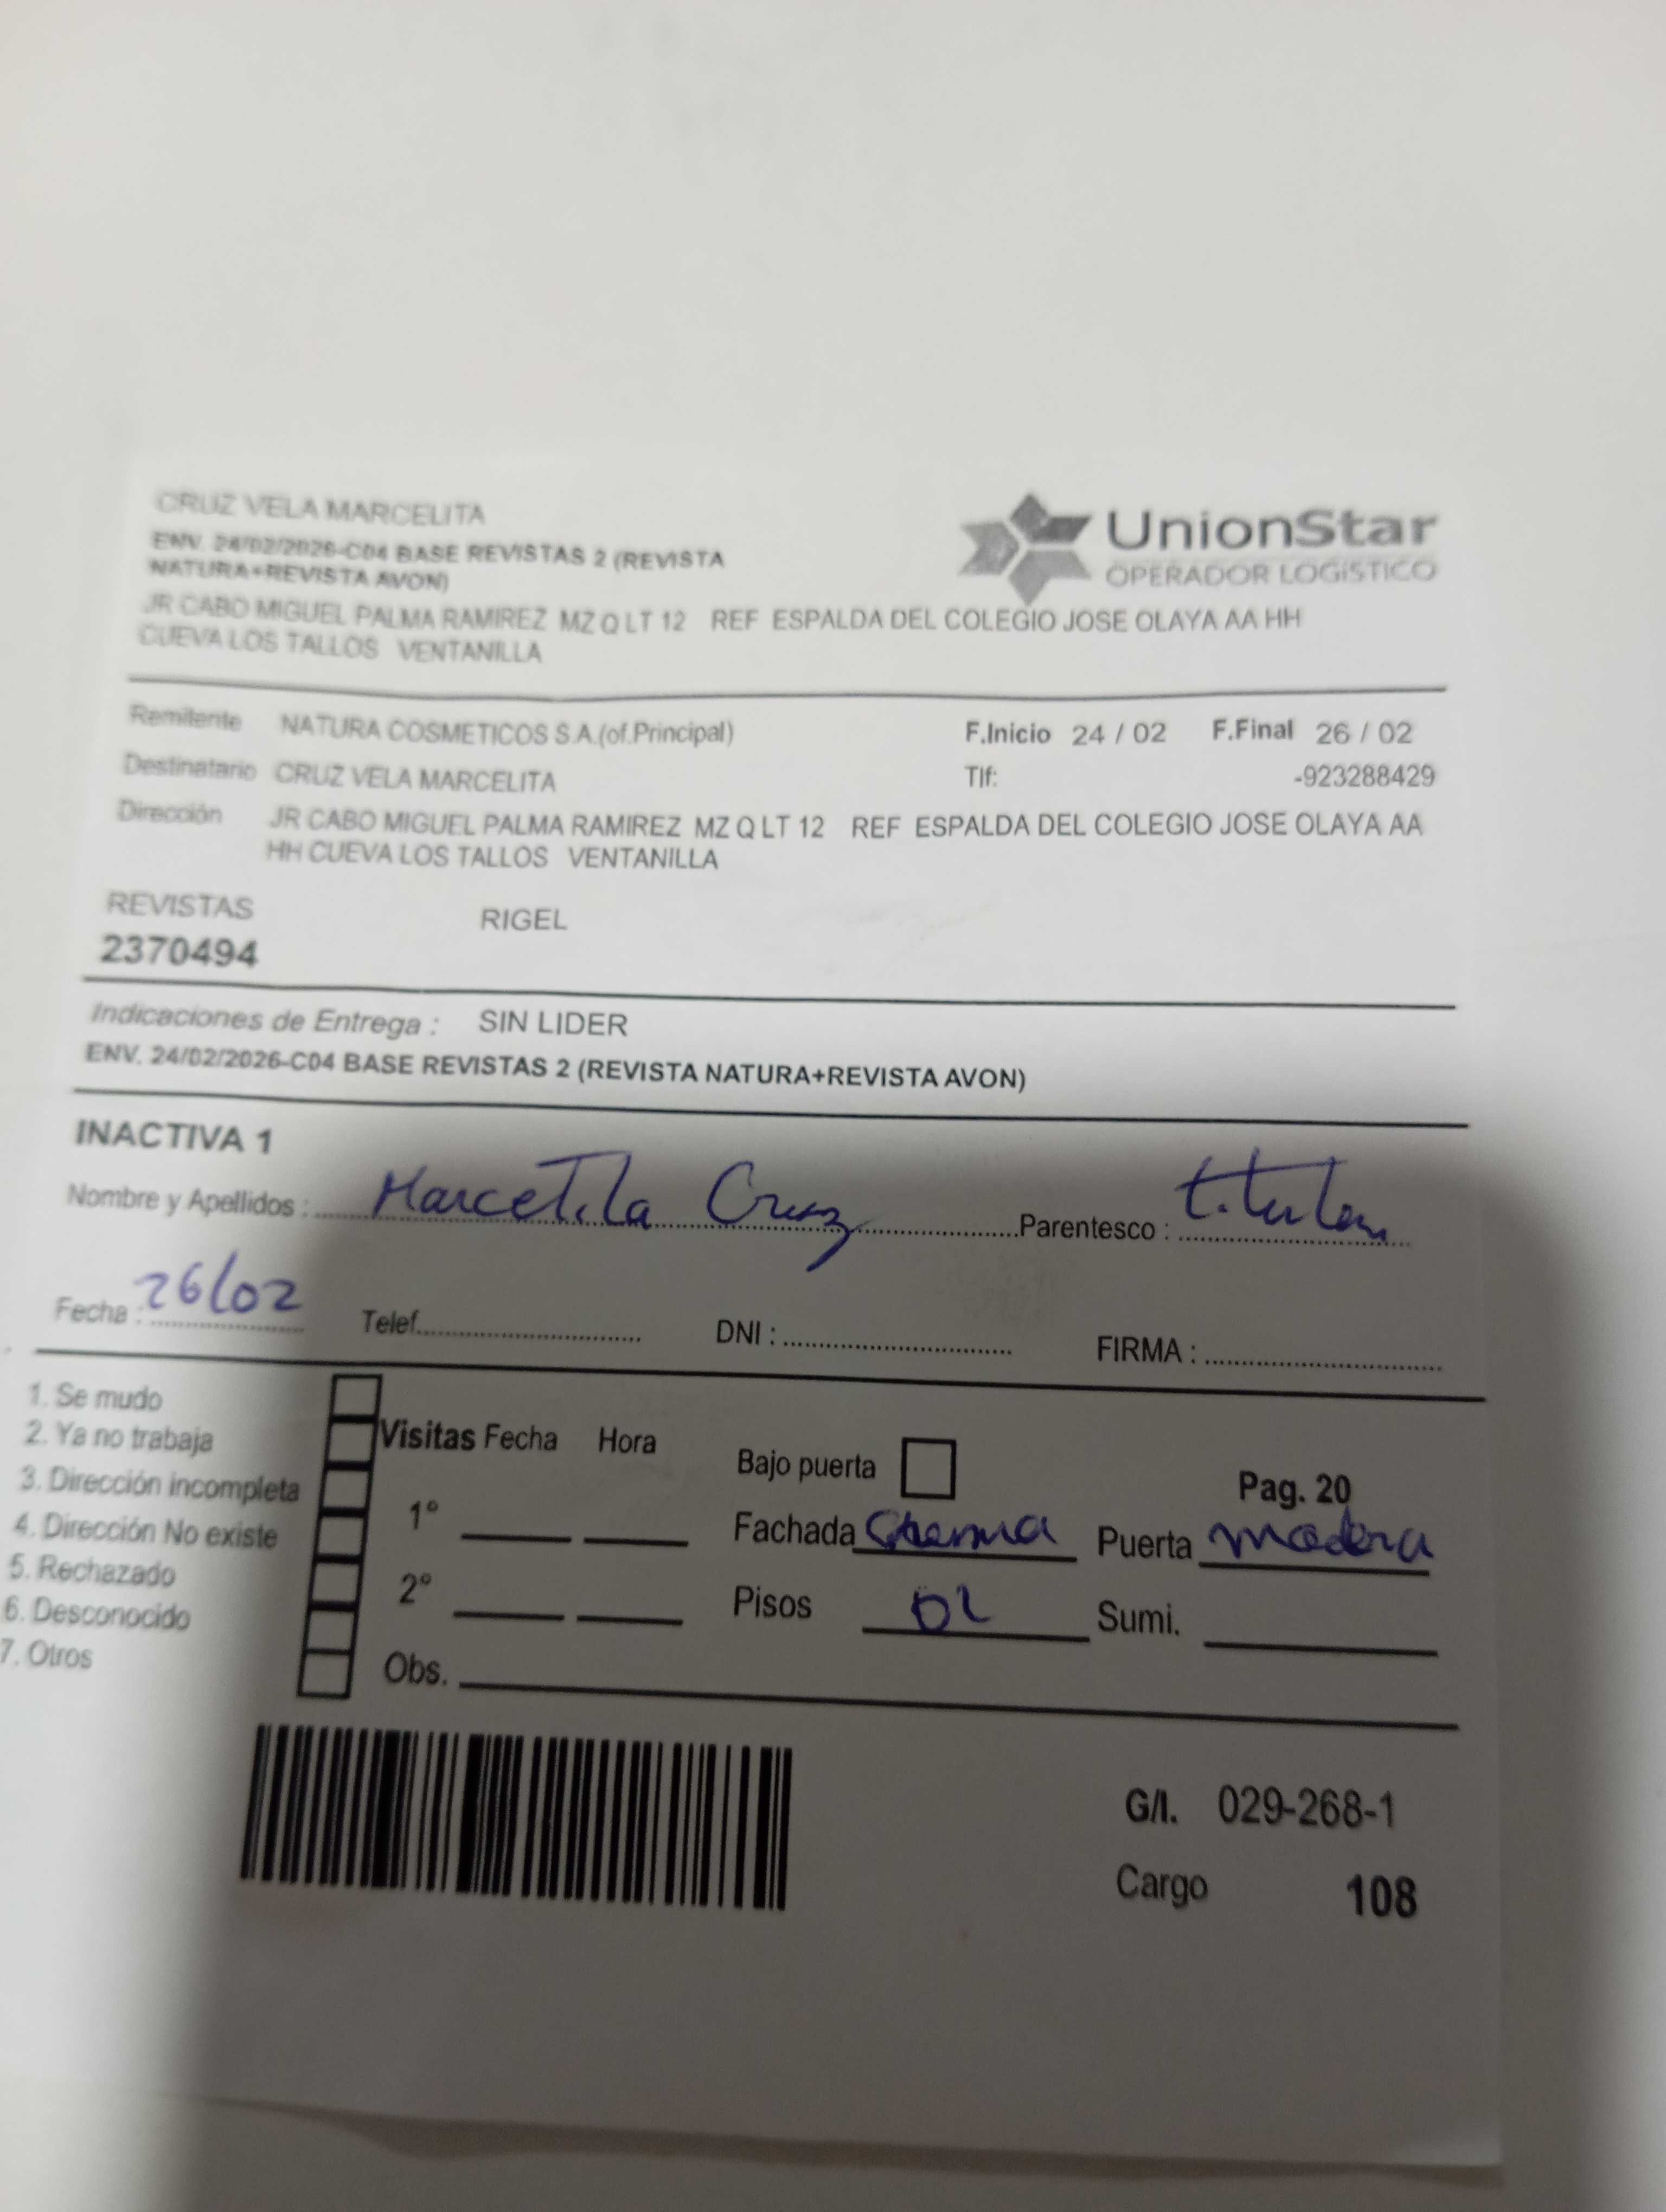 CRUZ VELA MARCELITA
UnionStar
OPERADOR LOGÍSTICO
ENV. 24/02/2026-C04 BASE REVISTAS 2 (REVISTA
NATURA+REVISTA AVON)
JR CABO MIGUEL PALMA RAMIREZ MZ Q LT 12 REF ESPALDA DEL COLEGIO JOSE OLAYA AA HH
CUEVA LOS TALLOS VENTANILLA
Remitente NATURA COSMETICOS S.A.(of.Principal) F.Inicio 24 / 02 F.Final 26 / 02
Destinatario CRUZ VELA MARCELITA Tlf: -923288429
Dirección JR CABO MIGUEL PALMA RAMIREZ MZ Q LT 12 REF ESPALDA DEL COLEGIO JOSE OLAYA AA
HH CUEVA LOS TALLOS VENTANILLA
REVISTAS RIGEL
2370494
Indicaciones de Entrega : SIN LIDER
ENV. 24/02/2026-C04 BASE REVISTAS 2 (REVISTA NATURA+REVISTA AVON)
INACTIVA 1
Nombre y Apellidos : Marcetila Cruz Parentesco : titular
Fecha : 26/02 Telef. DNI : FIRMA :
1. Se mudo
2. Ya no trabaja
3. Dirección incompleta
4. Dirección No existe
5. Rechazado
6. Desconocido
7. Otros
Visitas Fecha Hora
1°
2°
Obs.
Bajo puerta Pag. 20
Fachada Puerta madera
Pisos 02 Sumi.
G/I. 029-268-1
Cargo 108